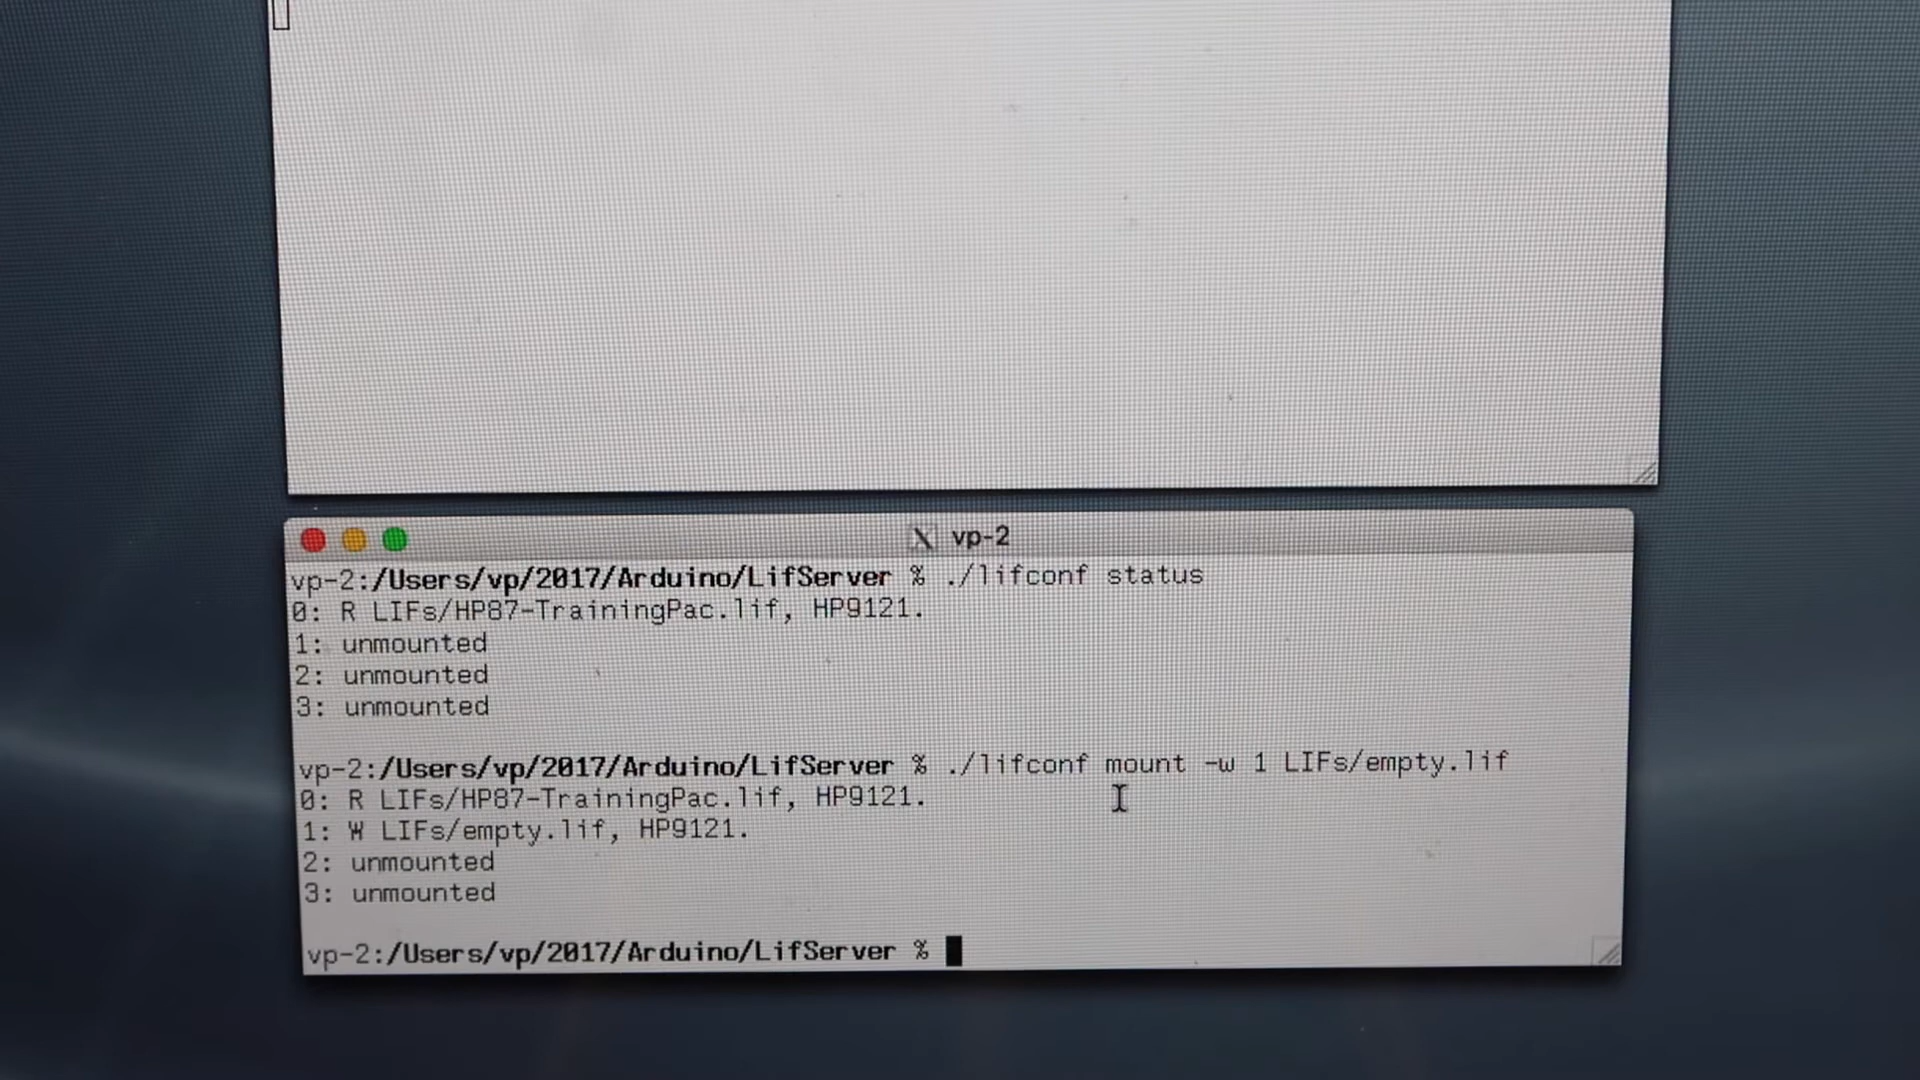 X vp-2
vp-2:/Users/vp/2017/Arduino/LifServer % ./lifconf status
0: R LIFs/HP87-TrainingPac.lif, HP9121.
1: unmounted
2: unmounted
3: unmounted
vp-2:/Users/vp/2017/Arduino/LifServer % ./lifconf mount -w 1 LIFs/empty.lif
0: R LIFs/HP87-TrainingPac.lif, HP9121.
1: W LIFs/empty.lif, HP9121.
2: unmounted
3: unmounted
vp-2:/Users/vp/2017/Arduino/LifServer %